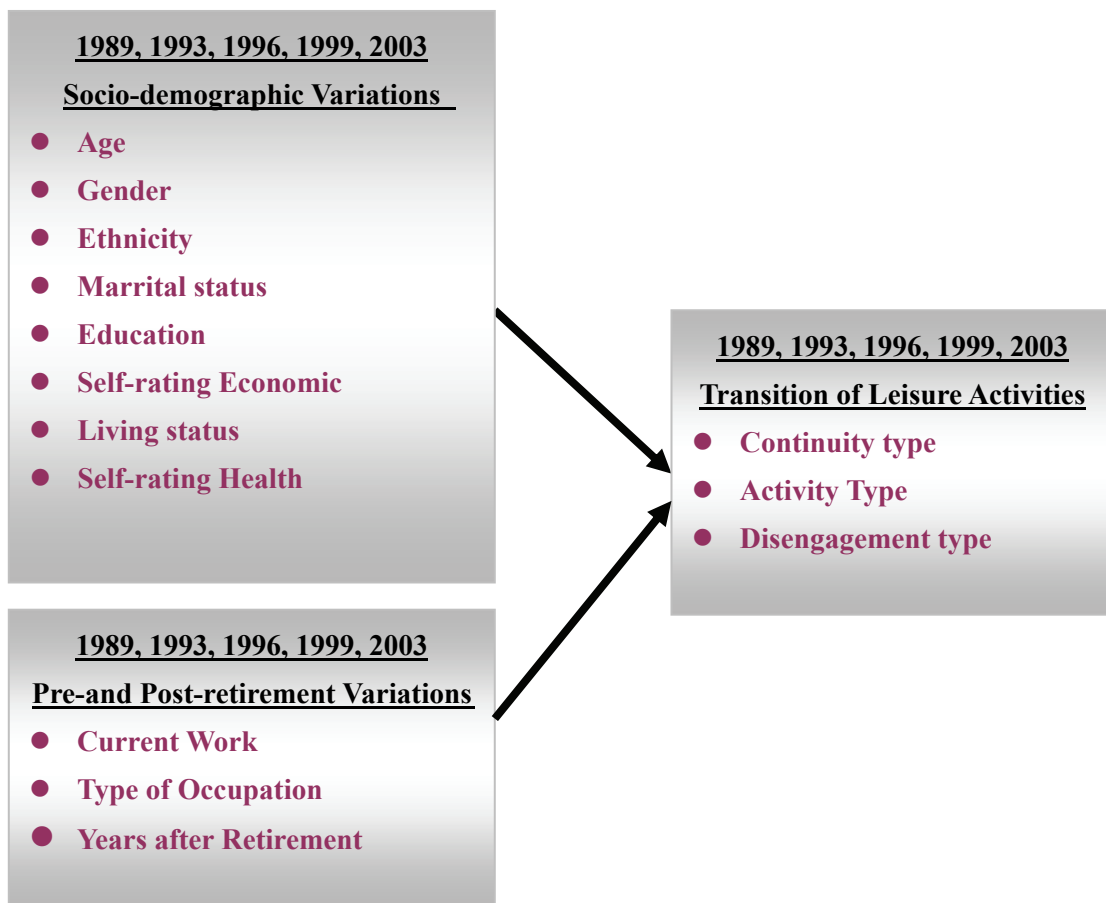 1989, 1993, 1996, 1999, 2003
Socio-demographic Variations
● Age
● Gender
● Ethnicity
● Marrital status
● Education
● Self-rating Economic
● Living status
● Self-rating Health
1989, 1993, 1996, 1999, 2003
Pre-and Post-retirement Variations
● Current Work
● Type of Occupation
● Years after Retirement
1989, 1993, 1996, 1999, 2003
Transition of Leisure Activities
● Continuity type
● Activity Type
● Disengagement type